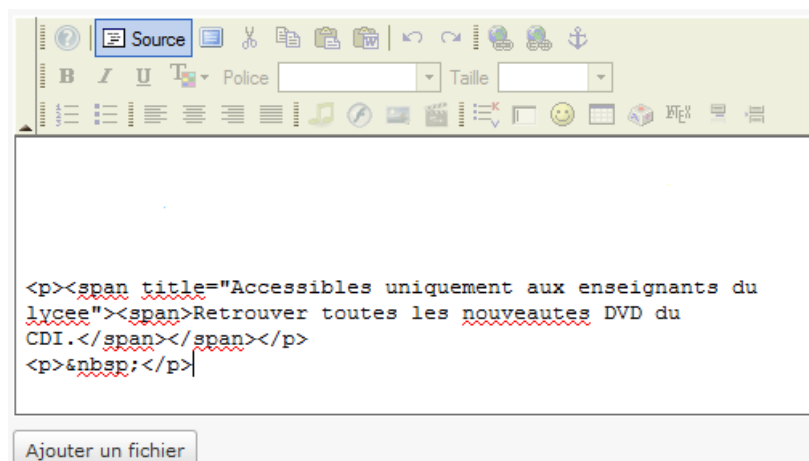 Source
B I U Police Taille
<p><span title="Accessibles uniquement aux enseignants du
lycee"><span>Retrouver toutes les nouveautes DVD du
CDI.</span></span></p>
<p>&nbsp;</p>
Ajouter un fichier